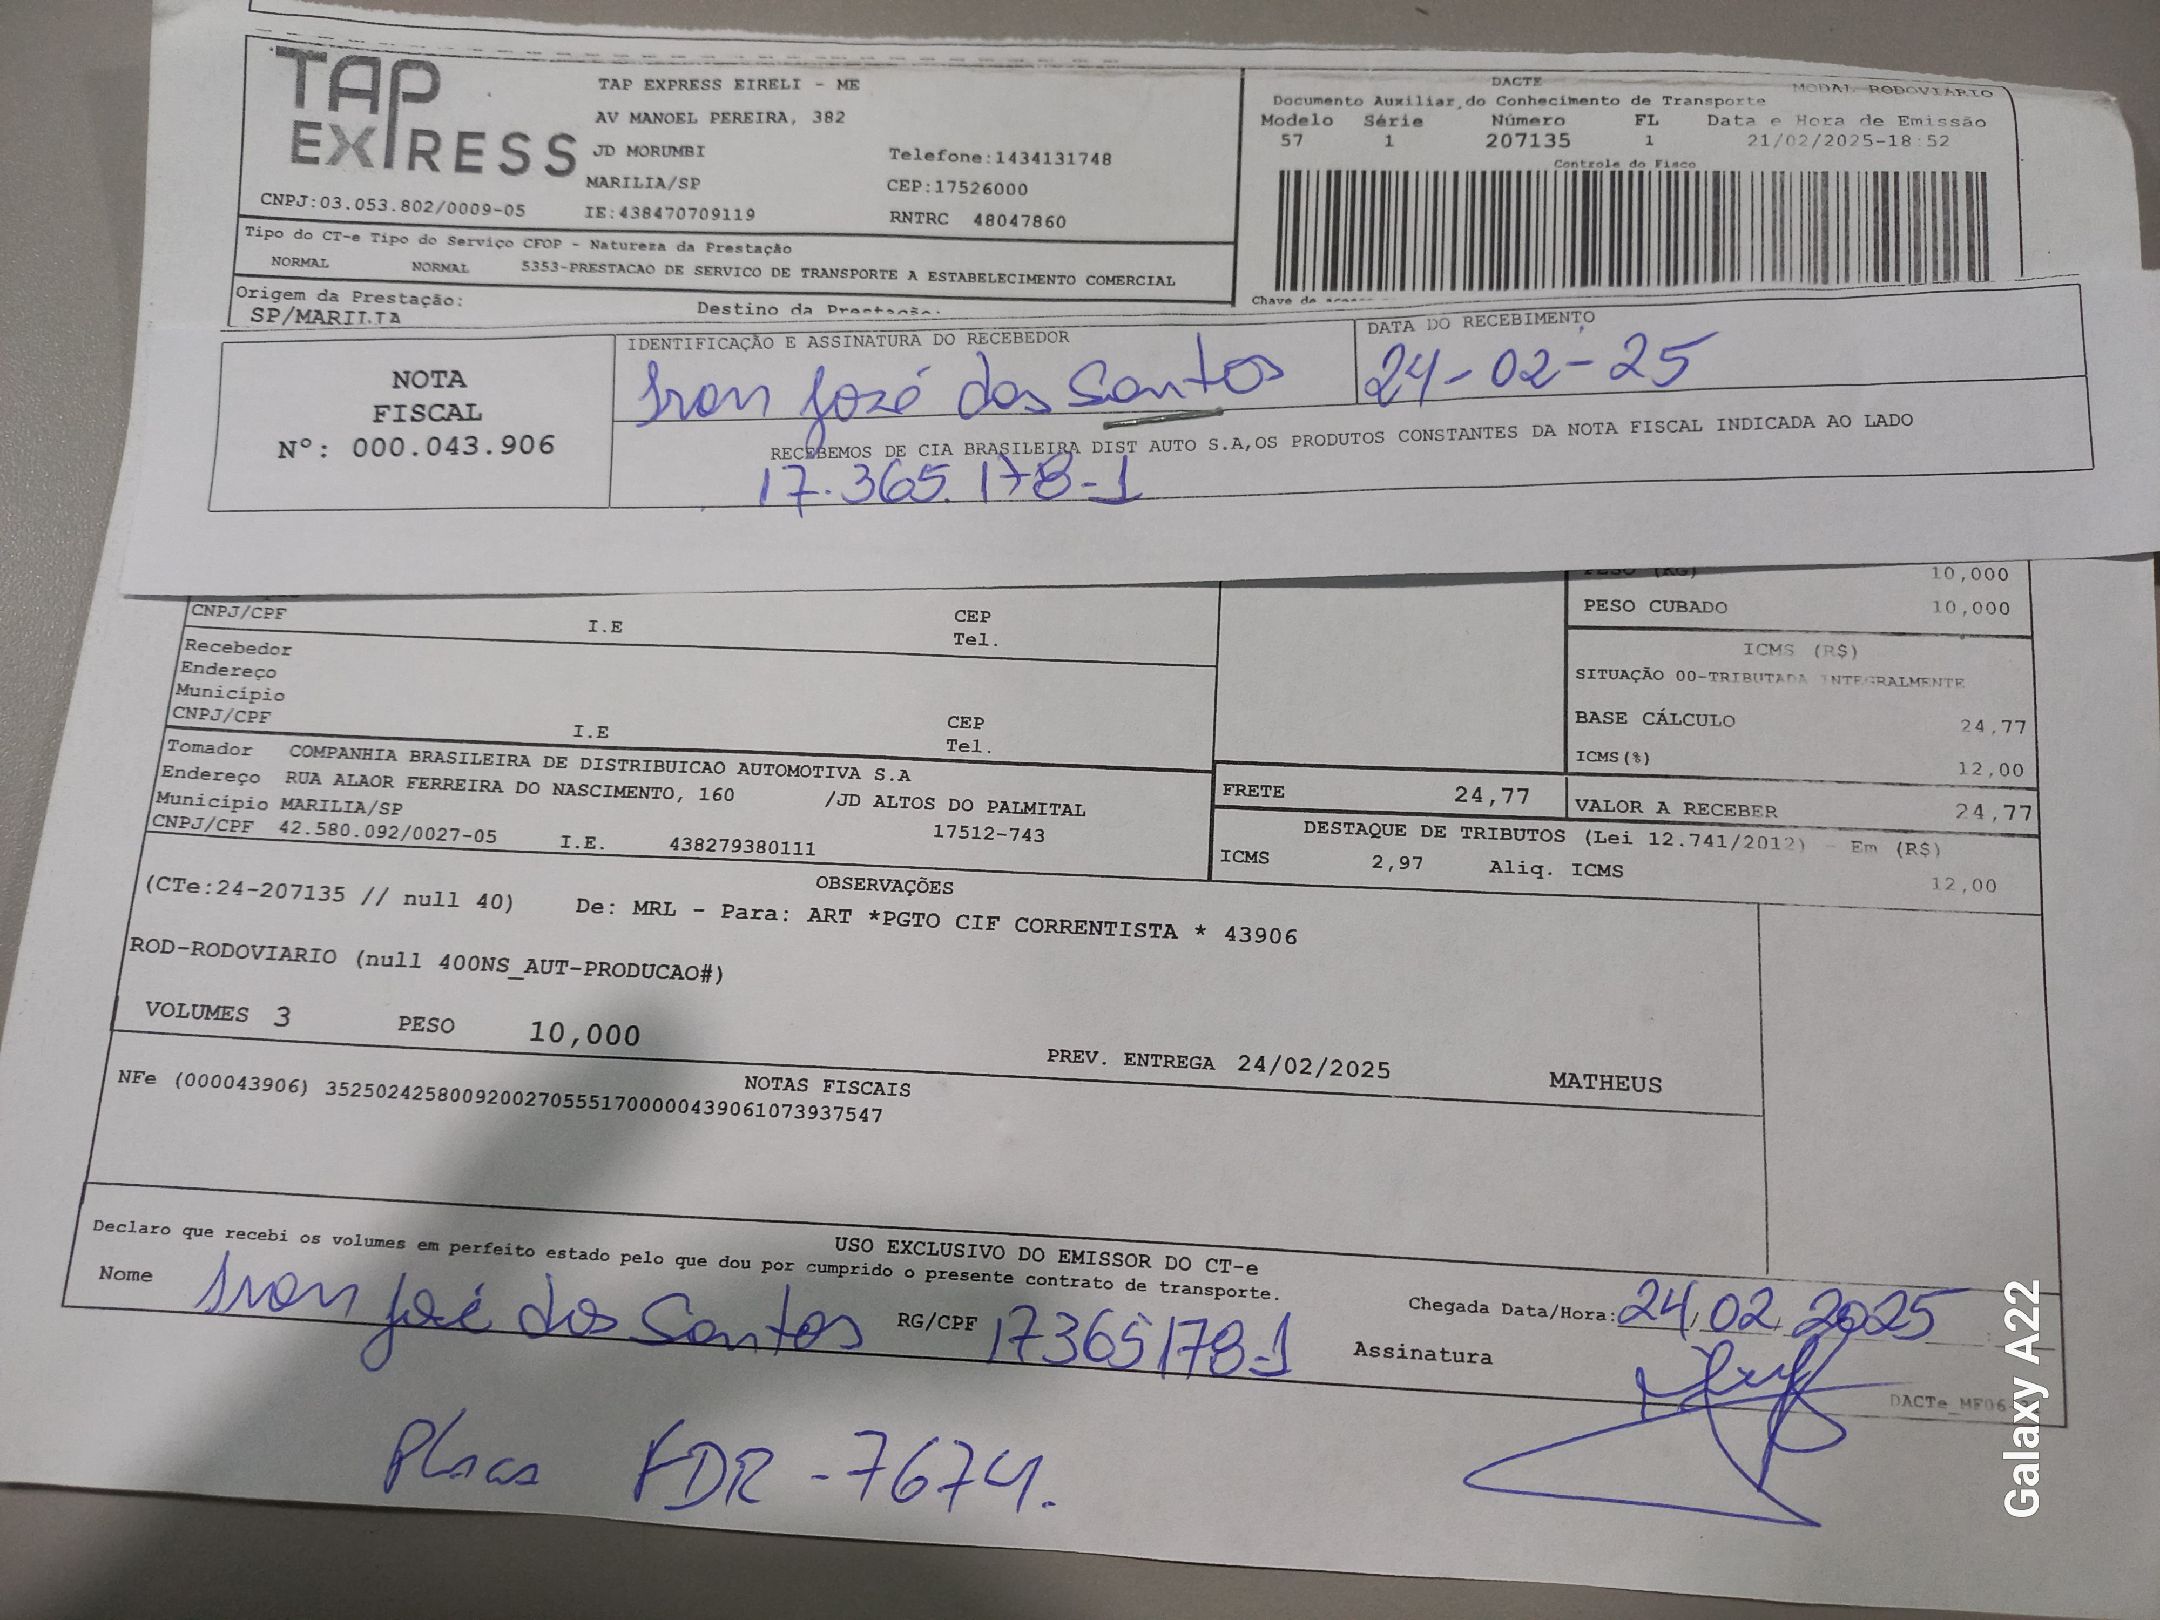 TAP EXPRESS
TAP EXPRESS EIRELI - ME
AV MANOEL PEREIRA, 382
JD MORUMBI
Telefone:1434131748
MARILIA/SP
CEP:17526000
CNPJ:03.053.802/0009-05
IE:438470709119
RNTRC 48047860
DACTE
MODAL RODOVIÁRIO
Documento Auxiliar do Conhecimento de Transporte
Modelo Série Número FL Data e Hora de Emissão
57 1 207135 1 21/02/2025-18:52
Controle do Fisco
Tipo do CT-e Tipo do Serviço CFOP - Natureza da Prestação
NORMAL NORMAL 5353-PRESTACAO DE SERVICO DE TRANSPORTE A ESTABELECIMENTO COMERCIAL
Origem da Prestação: Destino da Prestação:
SP/MARILIA
Chave de
NOTA
FISCAL
Nº: 000.043.906
IDENTIFICAÇÃO E ASSINATURA DO RECEBEDOR
José dos Santos
DATA DO RECEBIMENTO
24-02-25
RECEBEMOS DE CIA BRASILEIRA DIST AUTO S.A,OS PRODUTOS CONSTANTES DA NOTA FISCAL INDICADA AO LADO
17.365.178-1
PESO (KG) 10,000
PESO CUBADO 10,000
CNPJ/CPF I.E CEP
Tel.
Recebedor
Endereço
Município
CNPJ/CPF I.E CEP
Tel.
ICMS (R$)
SITUAÇÃO 00-TRIBUTADA INTEGRALMENTE
BASE CÁLCULO 24,77
ICMS(%) 12,00
Tomador COMPANHIA BRASILEIRA DE DISTRIBUICAO AUTOMOTIVA S.A
Endereço RUA ALAOR FERREIRA DO NASCIMENTO, 160 /JD ALTOS DO PALMITAL
Município MARILIA/SP 17512-743
CNPJ/CPF 42.580.092/0027-05 I.E. 438279380111
FRETE 24,77 VALOR A RECEBER 24,77
DESTAQUE DE TRIBUTOS (Lei 12.741/2012) - Em (R$)
ICMS 2,97 Aliq. ICMS 12,00
OBSERVAÇÕES
(CTe:24-207135 // null 40) De: MRL - Para: ART *PGTO CIF CORRENTISTA * 43906
ROD-RODOVIARIO (null 400NS_AUT-PRODUCAO#)
VOLUMES 3 PESO 10,000 PREV. ENTREGA 24/02/2025 MATHEUS
NOTAS FISCAIS
NFe (000043906) 35250242580092002705551700000439061073937547
USO EXCLUSIVO DO EMISSOR DO CT-e
Declaro que recebi os volumes em perfeito estado pelo que dou por cumprido o presente contrato de transporte.
Nome José dos Santos RG/CPF 17365178-1
Chegada Data/Hora: 24/02/2025
Assinatura
DACTe_MF06
Placa FDR-7674.
Galaxy A22